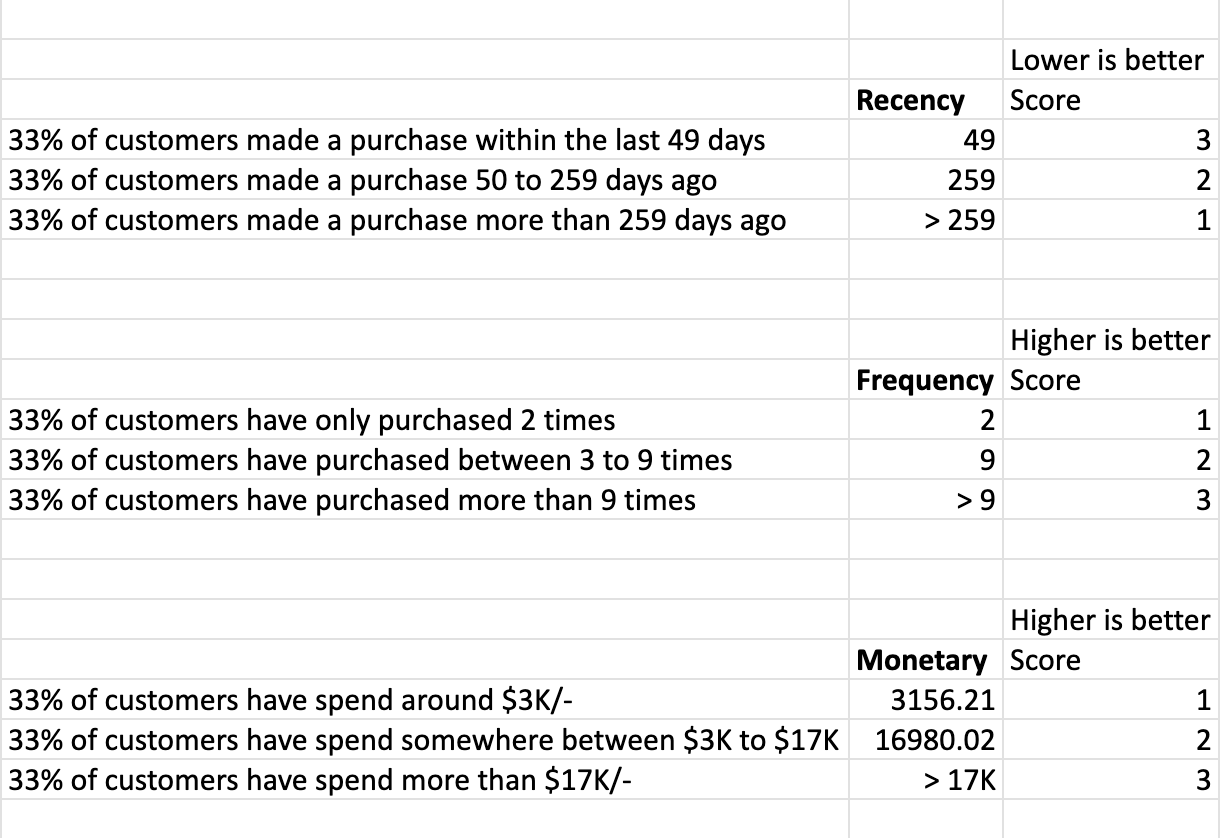 Lower is better
Recency Score
33% of customers made a purchase within the last 49 days 49 3
33% of customers made a purchase 50 to 259 days ago 259 2
33% of customers made a purchase more than 259 days ago > 259 1
Higher is better
Frequency Score
33% of customers have only purchased 2 times 2 1
33% of customers have purchased between 3 to 9 times 9 2
33% of customers have purchased more than 9 times > 9 3
Higher is better
Monetary Score
33% of customers have spend around $3K/- 3156.21 1
33% of customers have spend somewhere between $3K to $17K 16980.02 2
33% of customers have spend more than $17K/- > 17K 3